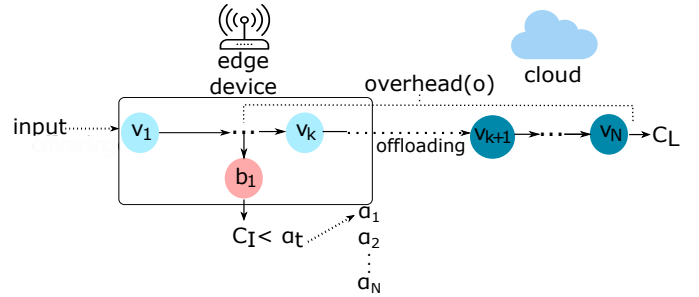 edge
device
cloud
overhead(o)
input
v1
...
vk
offloading
vk+1
...
vN
CL
b1
CI< αt
α1
α2
αN